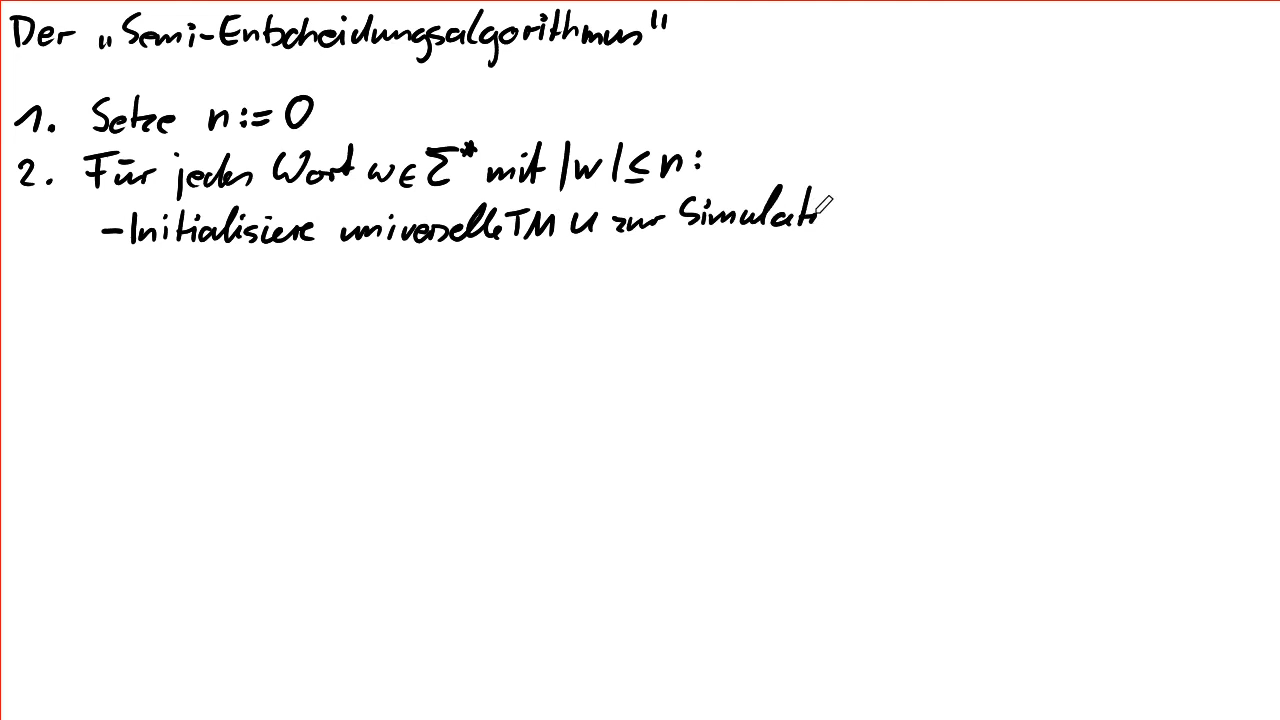 Der „Semi-Entscheidungsalgorithmus"
1. Setze n := 0
2. Für jedes Wort w ∈ Σ* mit |w| ≤ n:
- Initialisiere universelle TM U zur Simulati